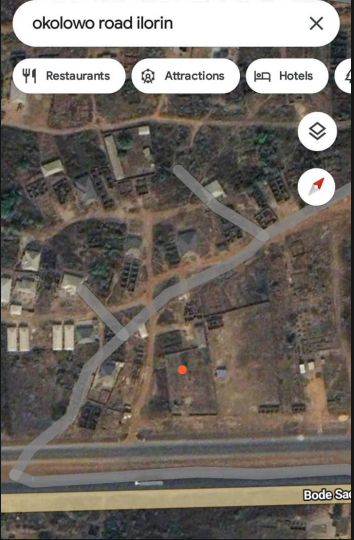 okolowo road ilorin
Restaurants
Attractions
Hotels
Bode Sa